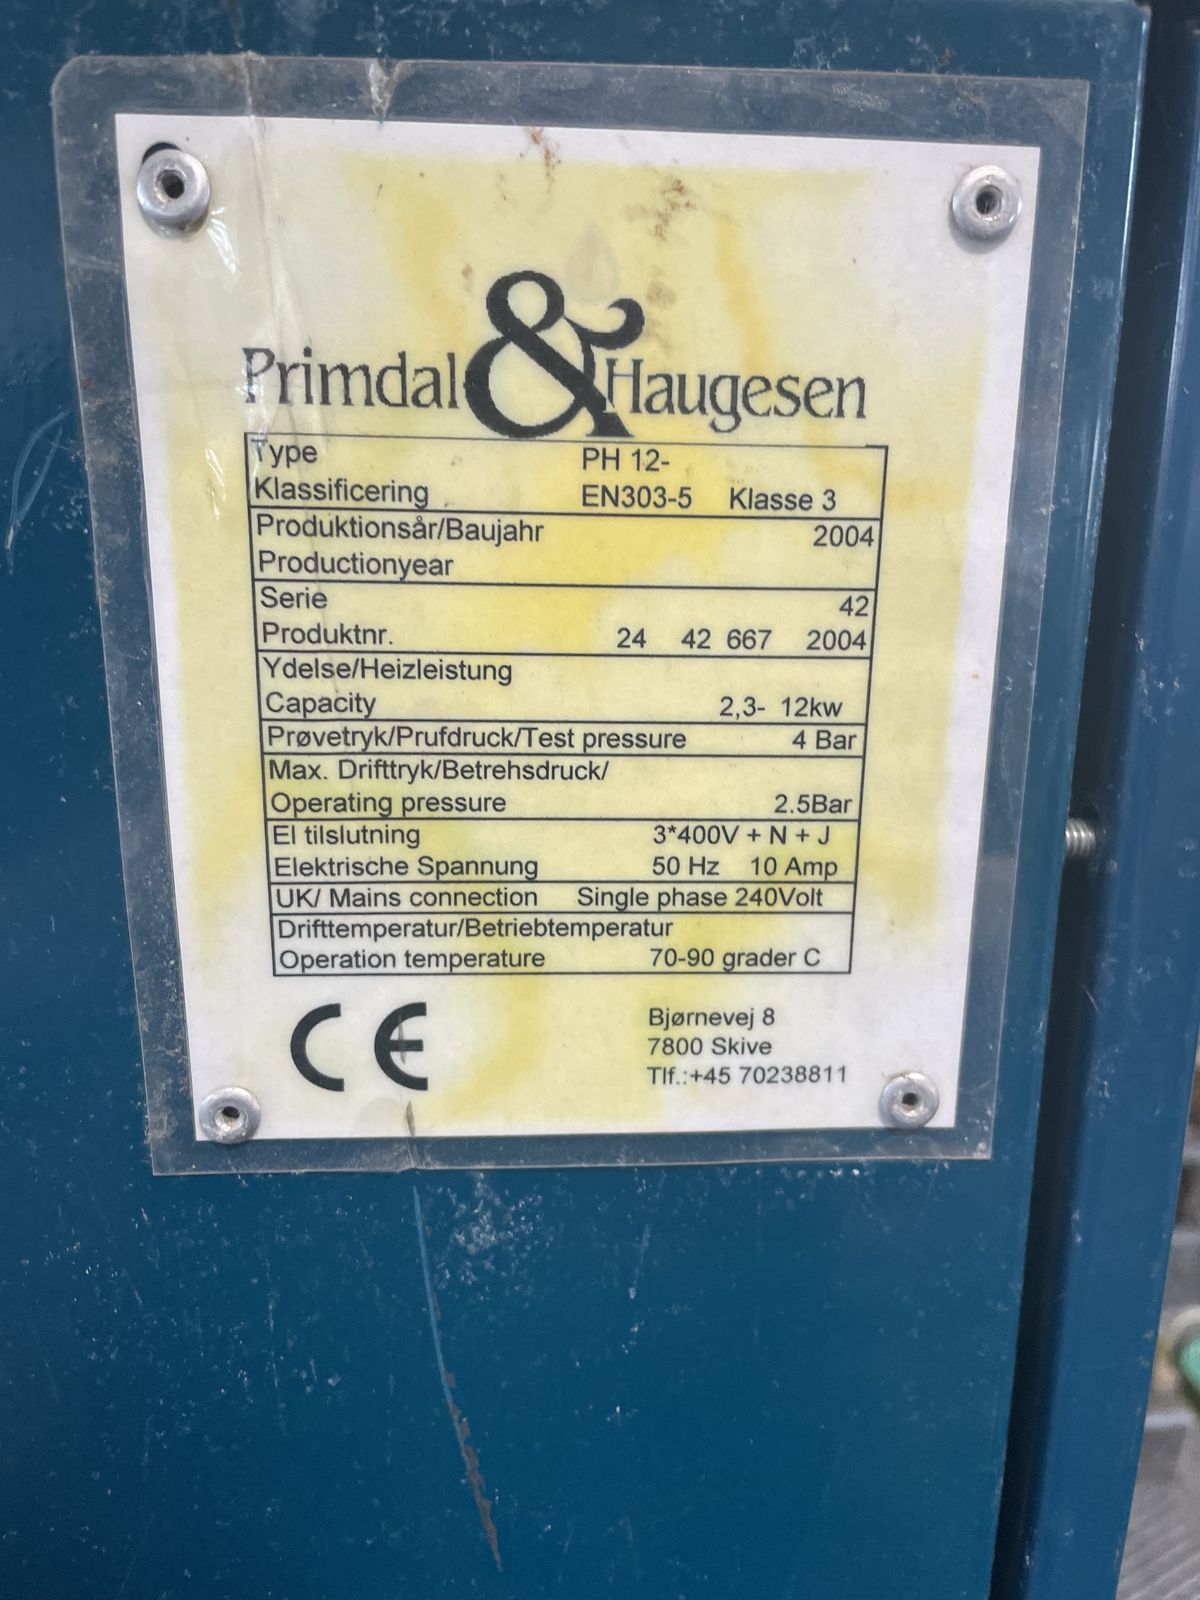 Primdal & Haugesen
Type PH 12-
Klassificering EN303-5 Klasse 3
Produktionsår/Baujahr 2004
Productionyear
Serie 42
Produktnr. 24 42 667 2004
Ydelse/Heizleistung
Capacity 2,3- 12kw
Prøvetryk/Prufdruck/Test pressure 4 Bar
Max. Drifttryk/Betrehsdruck/
Operating pressure 2.5Bar
El tilslutning 3*400V + N + J
Elektrische Spannung 50 Hz 10 Amp
UK/ Mains connection Single phase 240Volt
Drifttemperatur/Betriebtemperatur
Operation temperature 70-90 grader C
CE
Bjørnevej 8
7800 Skive
Tlf.:+45 70238811